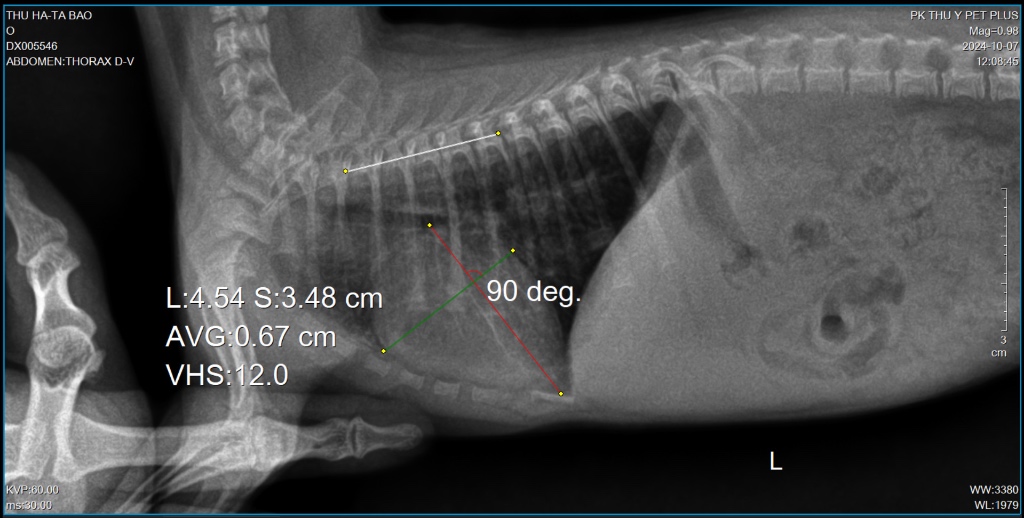 THU HA-TA BAO
O
DX005546
ABDOMEN:THORAX D-V
PK THU Y PET PLUS
Mag=0.98
2024-10-07
12:08:45
L:4.54 S:3.48 cm
AVG:0.67 cm
VHS:12.0
90 deg.
3
cm
L
KVP:60.00
ms:30.00
WW:3380
WL:1979